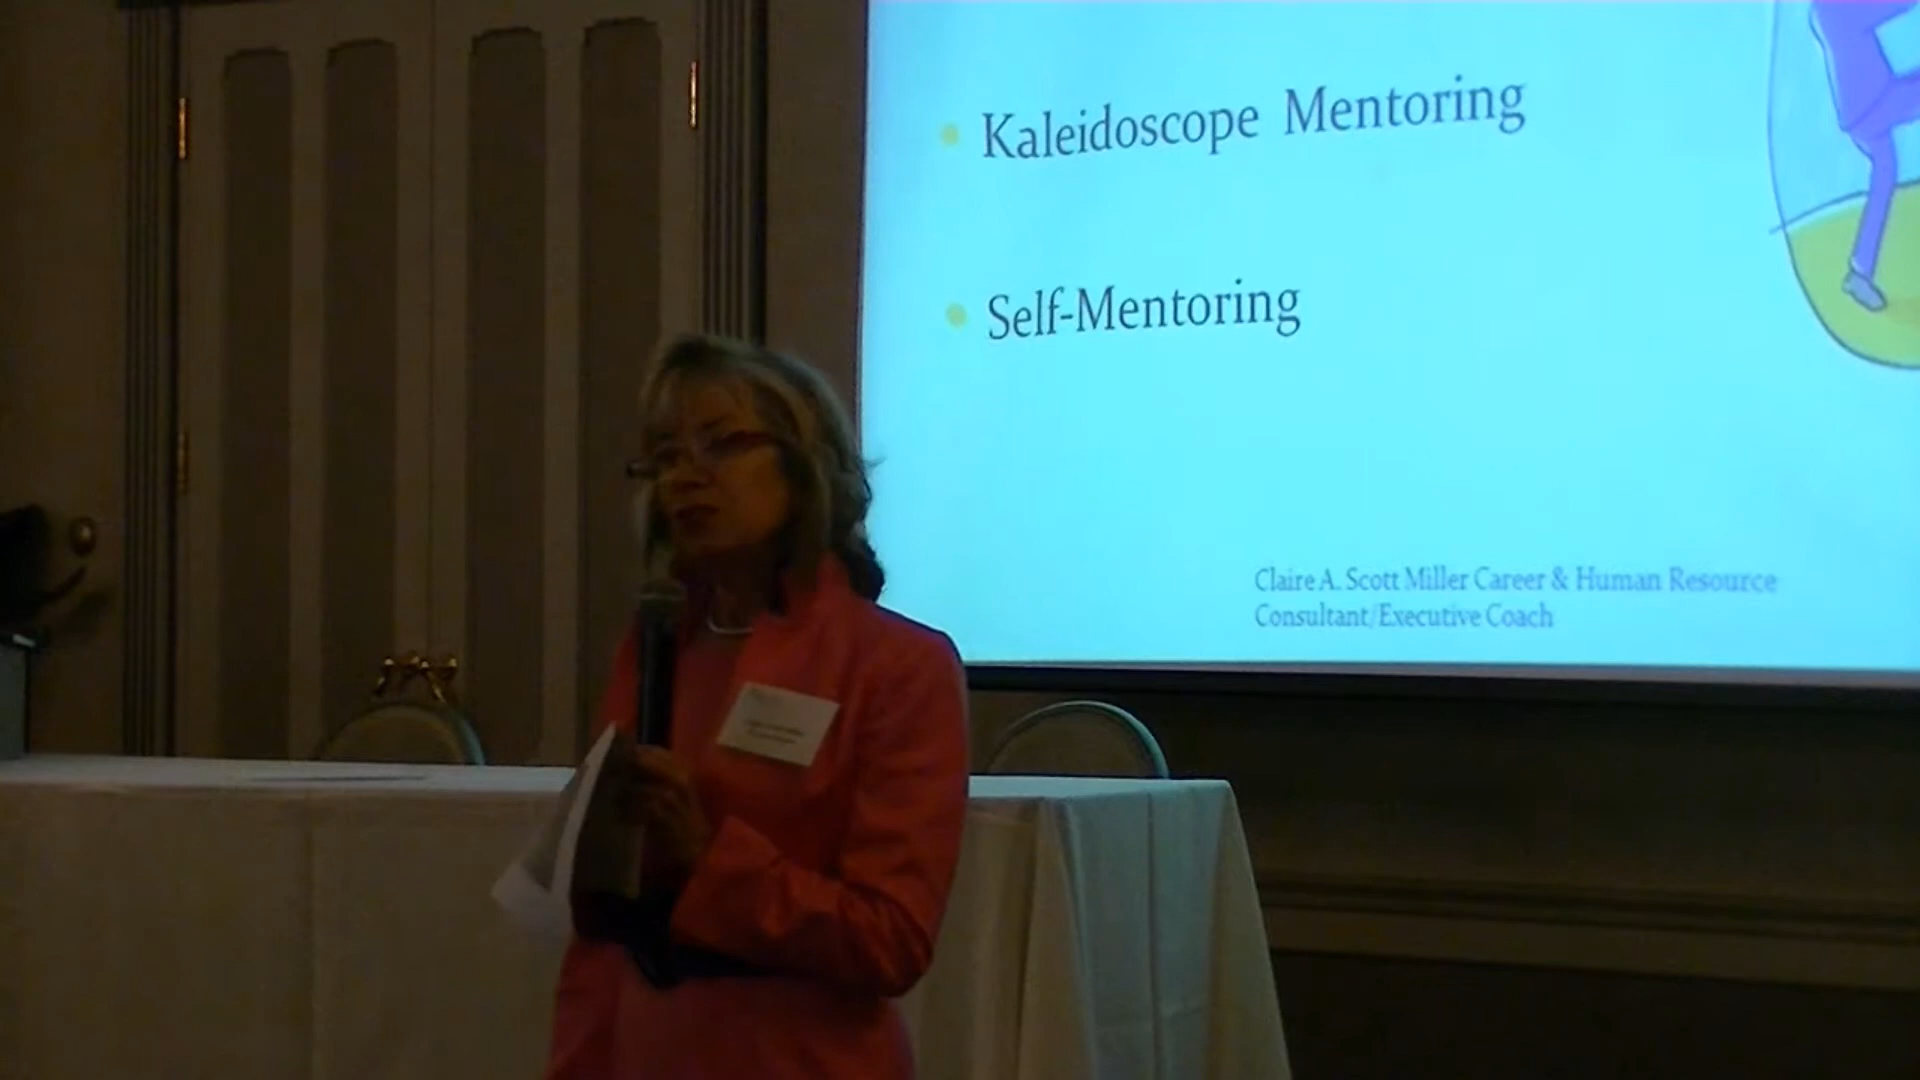 Kaleidoscope Mentoring
Self-Mentoring
Claire A. Scott Miller Career & Human Resource
Consultant/Executive Coach